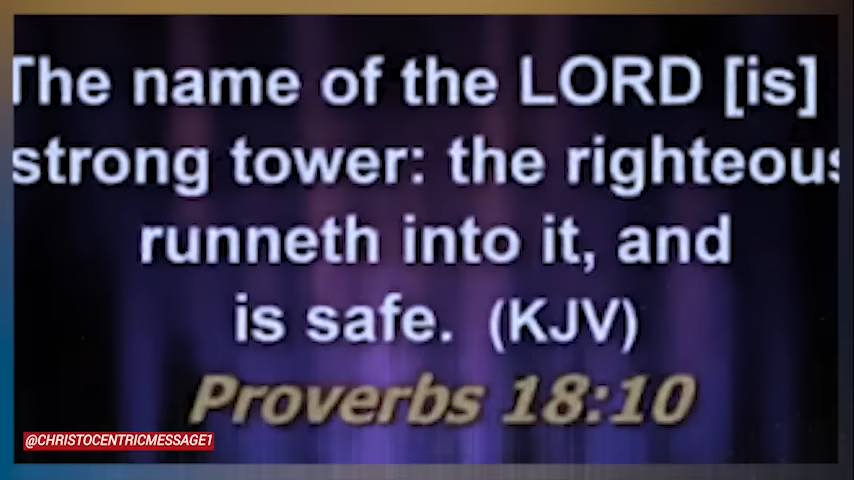 The name of the LORD [is]
strong tower: the righteous
runneth into it, and
is safe. (KJV)
Proverbs 18:10
@CHRISTOCENTRICMESSAGE1